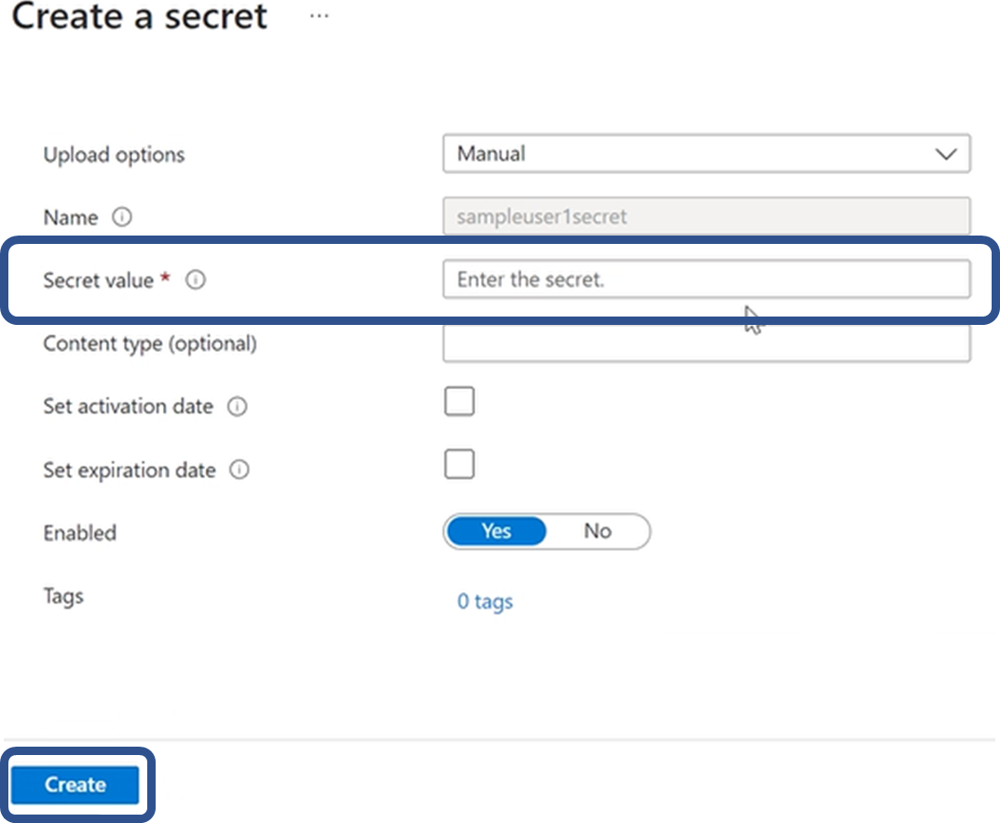 Create a secret ...
Upload options Manual
Name sampleuser1secret
Secret value * Enter the secret.
Content type (optional)
Set activation date
Set expiration date
Enabled Yes No
Tags 0 tags
Create